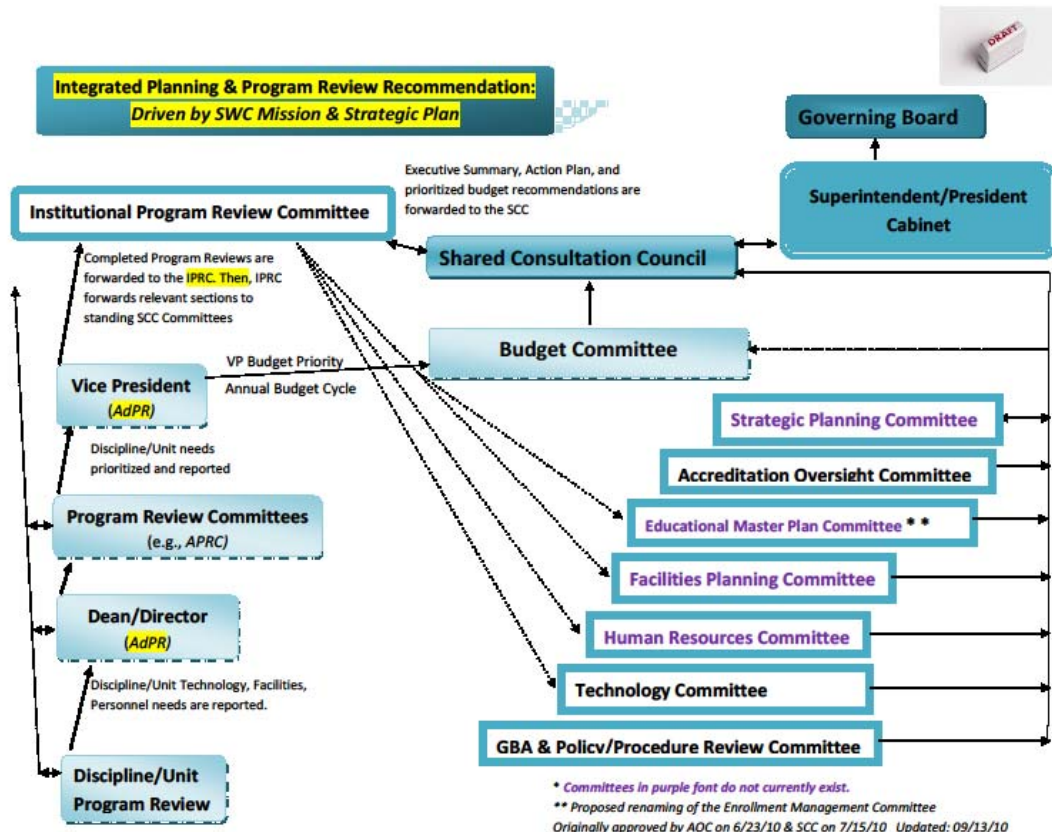 DRAFT
Integrated Planning & Program Review Recommendation:
Driven by SWC Mission & Strategic Plan
Governing Board
Executive Summary, Action Plan, and
prioritized budget recommendations are
forwarded to the SCC
Superintendent/President
Cabinet
Institutional Program Review Committee
Shared Consultation Council
Completed Program Reviews are
forwarded to the IPRC. Then, IPRC
forwards relevant sections to
standing SCC Committees
Budget Committee
VP Budget Priority
Annual Budget Cycle
Vice President
(AdPR)
Strategic Planning Committee
Discipline/Unit needs
prioritized and reported
Accreditation Oversight Committee
Program Review Committees
(e.g., APRC)
Educational Master Plan Committee * *
Facilities Planning Committee
Dean/Director
(AdPR)
Human Resources Committee
Discipline/Unit Technology, Facilities,
Personnel needs are reported.
Technology Committee
GBA & Policy/Procedure Review Committee
Discipline/Unit
Program Review
* Committees in purple font do not currently exist.
** Proposed renaming of the Enrollment Management Committee
Originally approved by AOC on 6/23/10 & SCC on 7/15/10 Updated: 09/13/10